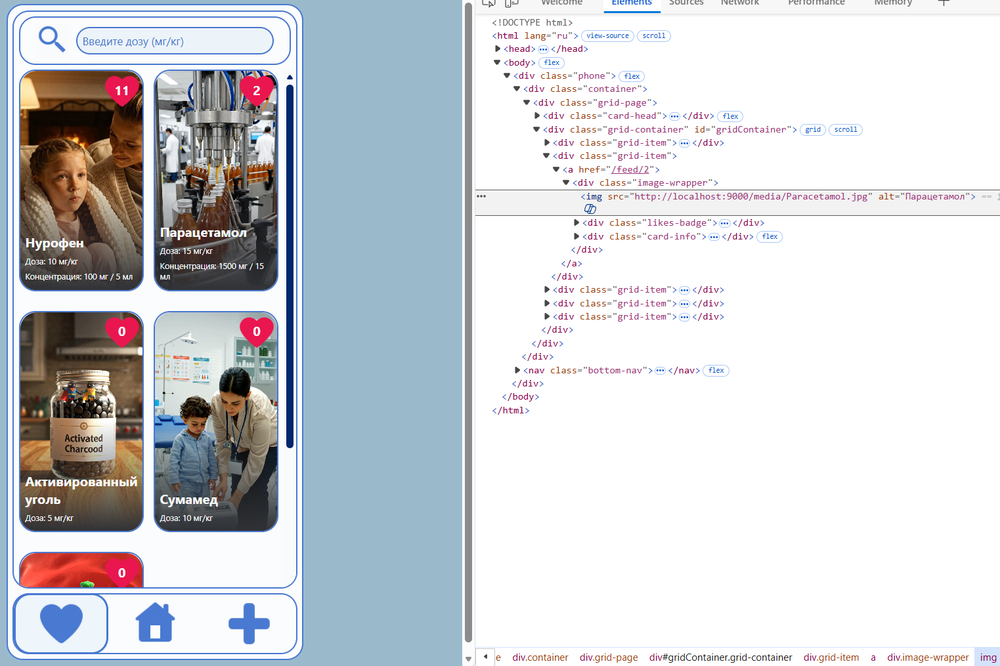 Введите дозу (мг/кг)
11
Нурофен
Доза: 10 мг/кг
Концентрация: 100 мг / 5 мл
2
Парацетамол
Доза: 15 мг/кг
Концентрация: 1500 мг / 15
мл
0
Activated
Charcood
Активированный
уголь
Доза: 5 мг/кг
0
Сумамед
Доза: 10 мг/кг
0
Welcome Elements Sources Network Performance Memory
<!DOCTYPE html>
<html lang="ru"> view-source scroll
<head> ••• </head>
<body> flex
<div class="phone"> flex
<div class="container">
<div class="grid-page">
<div class="card-head"> ••• </div> flex
<div class="grid-container" id="gridContainer"> grid scroll
<div class="grid-item"> ••• </div>
<div class="grid-item">
<a href="/feed/2">
<div class="image-wrapper">
••• <img src="http://localhost:9000/media/Paracetamol.jpg" alt="Парацетамол"> ==
<div class="likes-badge"> ••• </div>
<div class="card-info"> ••• </div> flex
</div>
</a>
</div>
<div class="grid-item"> ••• </div>
<div class="grid-item"> ••• </div>
<div class="grid-item"> ••• </div>
</div>
</div>
</div>
<nav class="bottom-nav"> ••• </nav> flex
</div>
</body>
</html>
e div.container div.grid-page div#gridContainer.grid-container div.grid-item a div.image-wrapper img